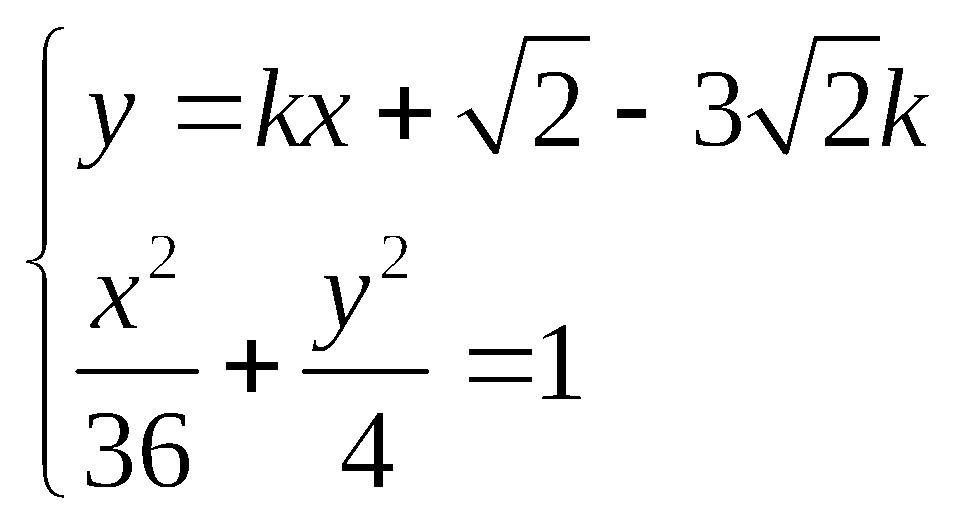 y = kx + √2 - 3√2k
x²/36 + y²/4 = 1